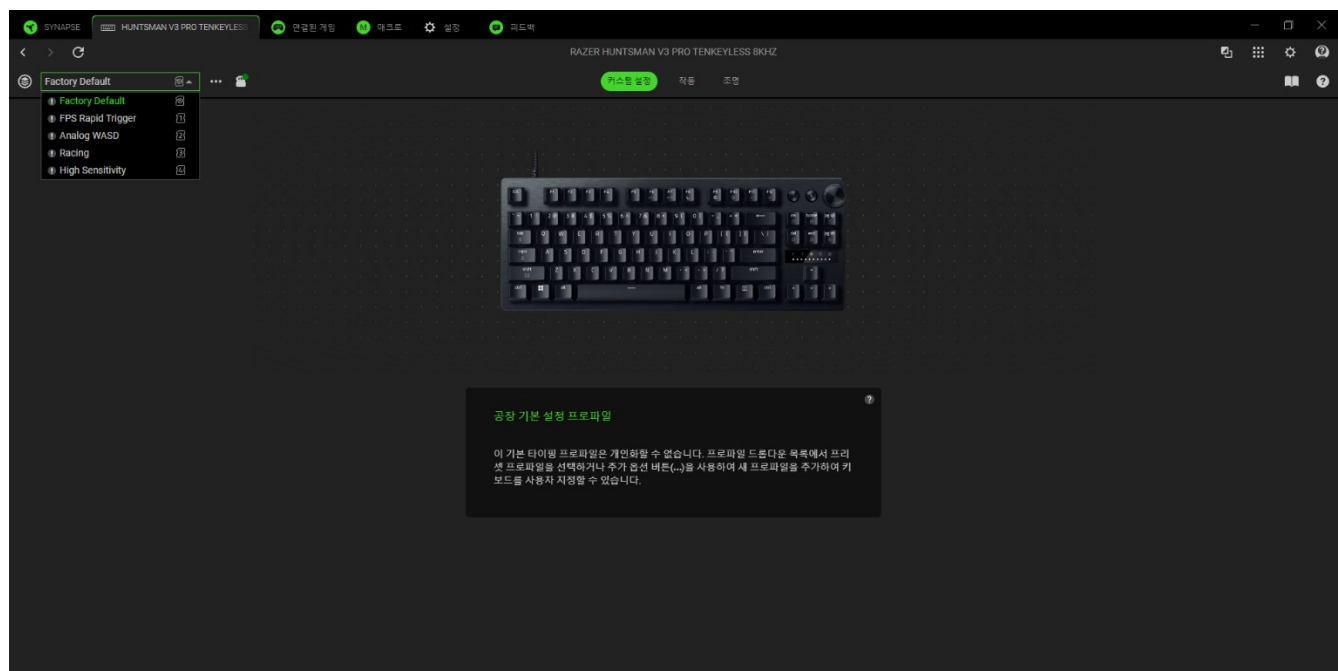 SYNAPSE HUNTSMAN V3 PRO TENKEYLESS 연결된 게임 매크로 설정 피드백
RAZER HUNTSMAN V3 PRO TENKEYLESS 8KHZ
Factory Default 커스텀 설정 작동 조명
Factory Default
FPS Rapid Trigger 1
Analog WASD 2
Racing 3
High Sensitivity 4
공장 기본 설정 프로파일
이 기본 타이핑 프로파일은 개인화할 수 없습니다. 프로파일 드롭다운 목록에서 프리
셋 프로파일을 선택하거나 추가 옵션 버튼(...)을 사용하여 새 프로파일을 추가하여 키
보드를 사용자 지정할 수 있습니다.